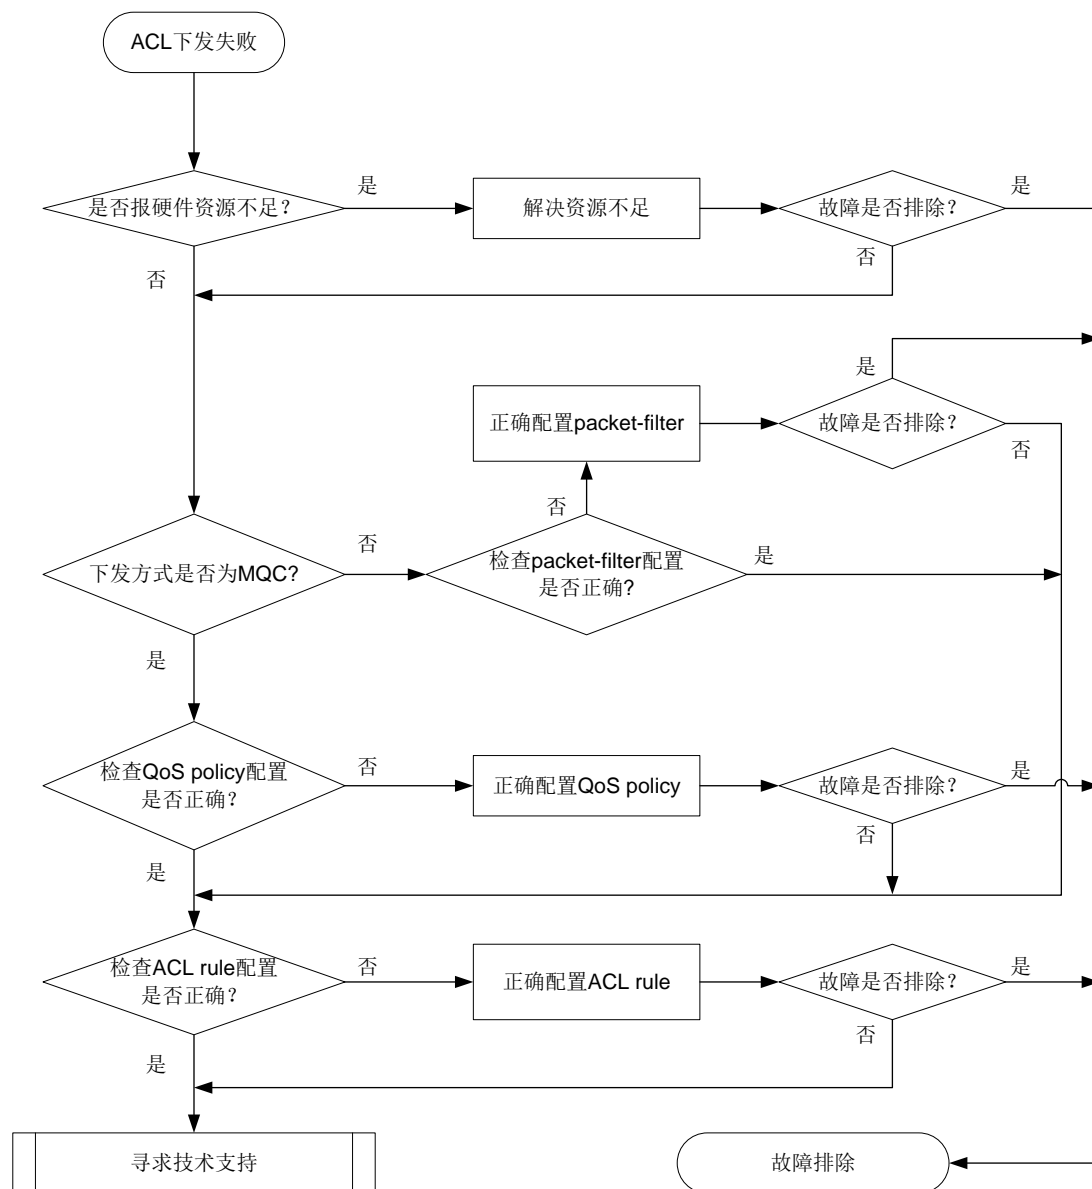 ACL下发失败
是否报硬件资源不足?
是
解决资源不足
故障是否排除?
是
否
否
正确配置packet-filter
是
故障是否排除?
否
否
下发方式是否为MQC?
否
检查packet-filter配置
是否正确?
是
是
检查QoS policy配置
是否正确?
否
正确配置QoS policy
故障是否排除?
是
否
是
检查ACL rule配置
是否正确?
否
正确配置ACL rule
故障是否排除?
是
否
是
寻求技术支持
故障排除